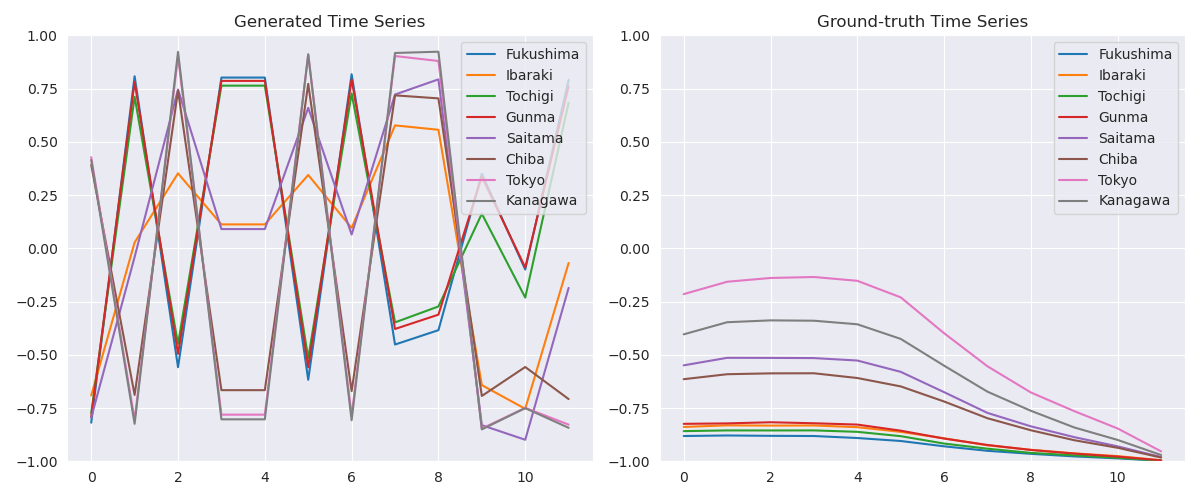 Generated Time Series
1.00
0.75
0.50
0.25
0.00
−0.25
−0.50
−0.75
−1.00
0 2 4 6 8 10
Fukushima
Ibaraki
Tochigi
Gunma
Saitama
Chiba
Tokyo
Kanagawa
Ground-truth Time Series
1.00
0.75
0.50
0.25
0.00
−0.25
−0.50
−0.75
−1.00
0 2 4 6 8 10
Fukushima
Ibaraki
Tochigi
Gunma
Saitama
Chiba
Tokyo
Kanagawa